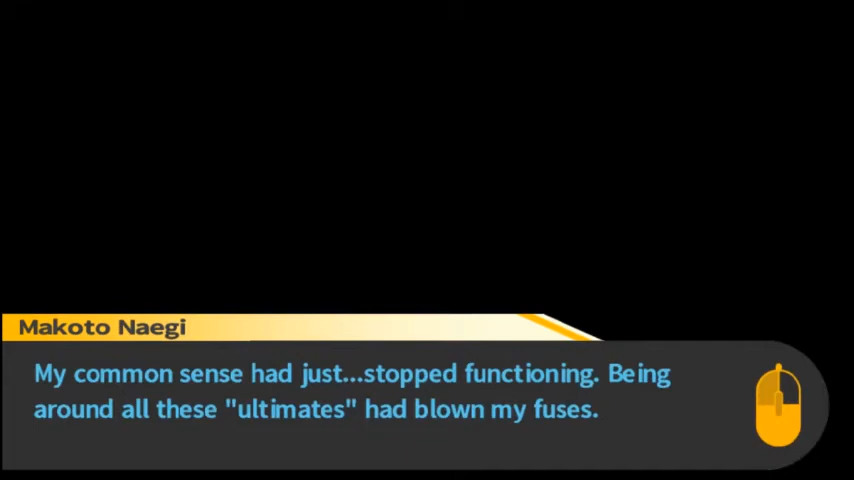 Makoto Naegi
My common sense had just...stopped functioning. Being
around all these "ultimates" had blown my fuses.